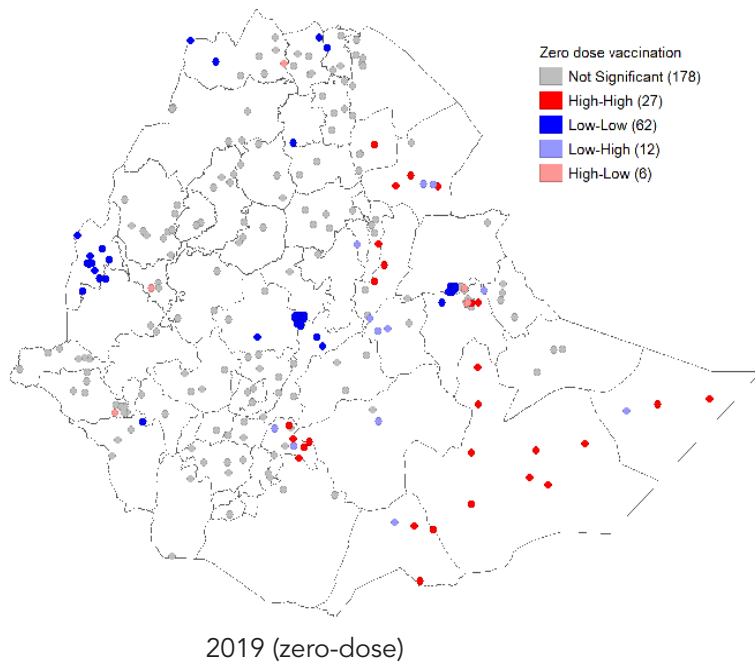 Zero dose vaccination
Not Significant (178)
High-High (27)
Low-Low (62)
Low-High (12)
High-Low (6)
2019 (zero-dose)